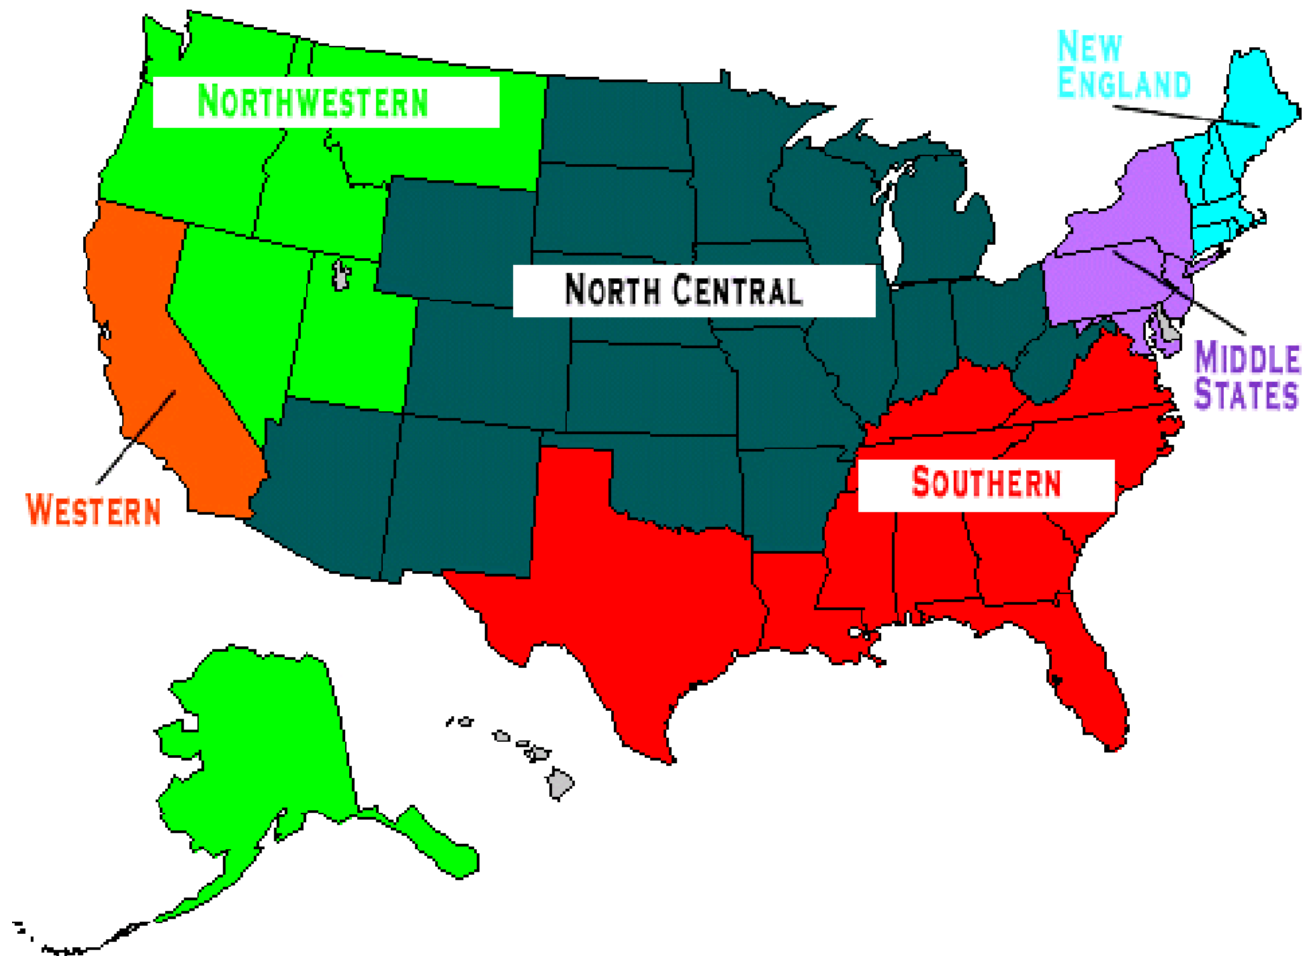 NEW
ENGLAND
NORTHWESTERN
NORTH CENTRAL
MIDDLE
STATES
SOUTHERN
WESTERN